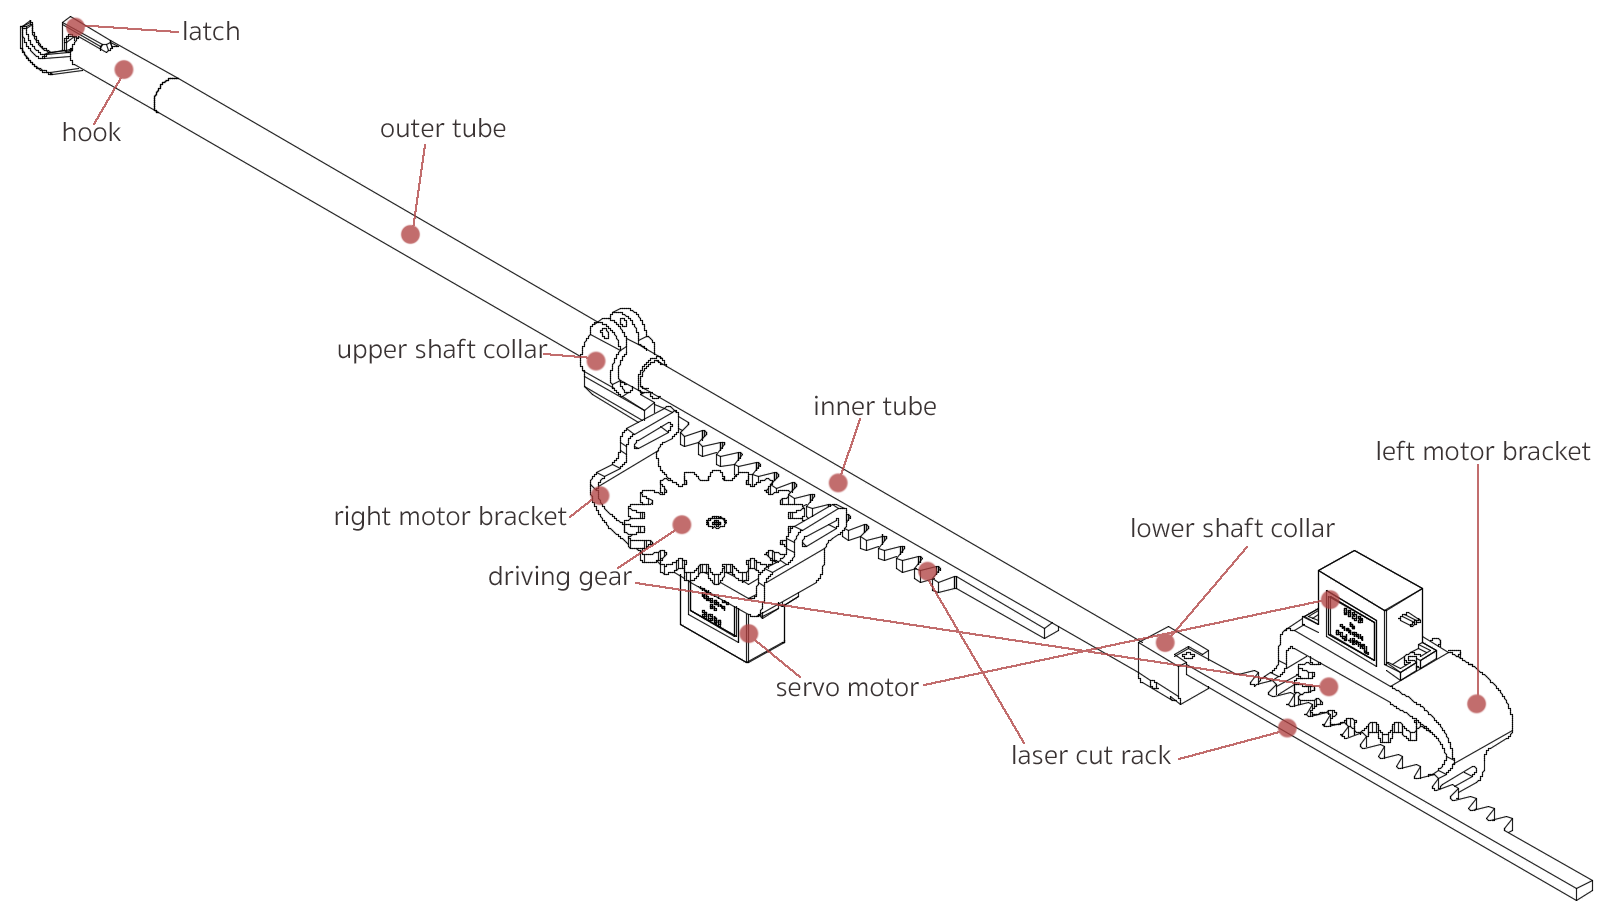 latch
hook
outer tube
upper shaft collar
inner tube
left motor bracket
right motor bracket
lower shaft collar
driving gear
servo motor
laser cut rack